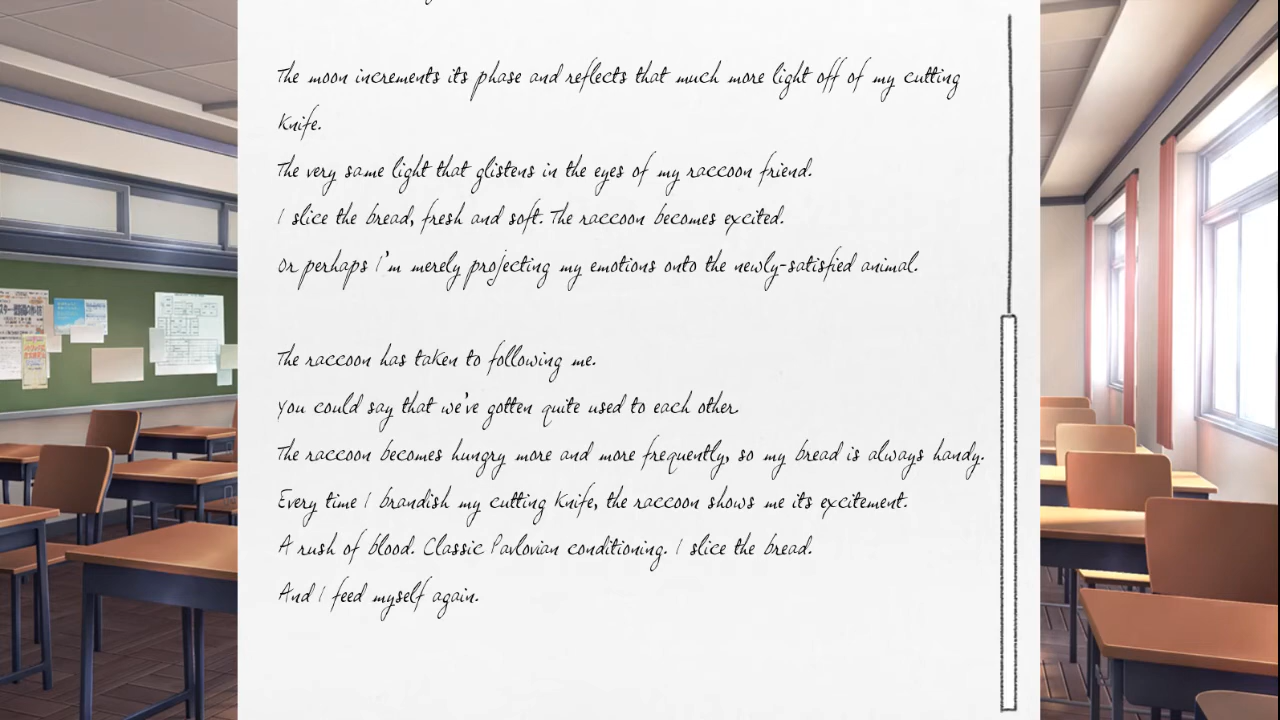 The moon increments its phase and reflects that much more light off of my cutting
knife.
The very same light that glistens in the eyes of my raccoon friend.
I slice the bread, fresh and soft. The raccoon becomes excited.
Or perhaps I'm merely projecting my emotions onto the newly-satisfied animal.
The raccoon has taken to following me.
You could say that we've gotten quite used to each other.
The raccoon becomes hungry more and more frequently, so my bread is always handy.
Every time I brandish my cutting knife, the raccoon shows me its excitement.
A rush of blood. Classic Pavlovian conditioning. I slice the bread.
And I feed myself again.